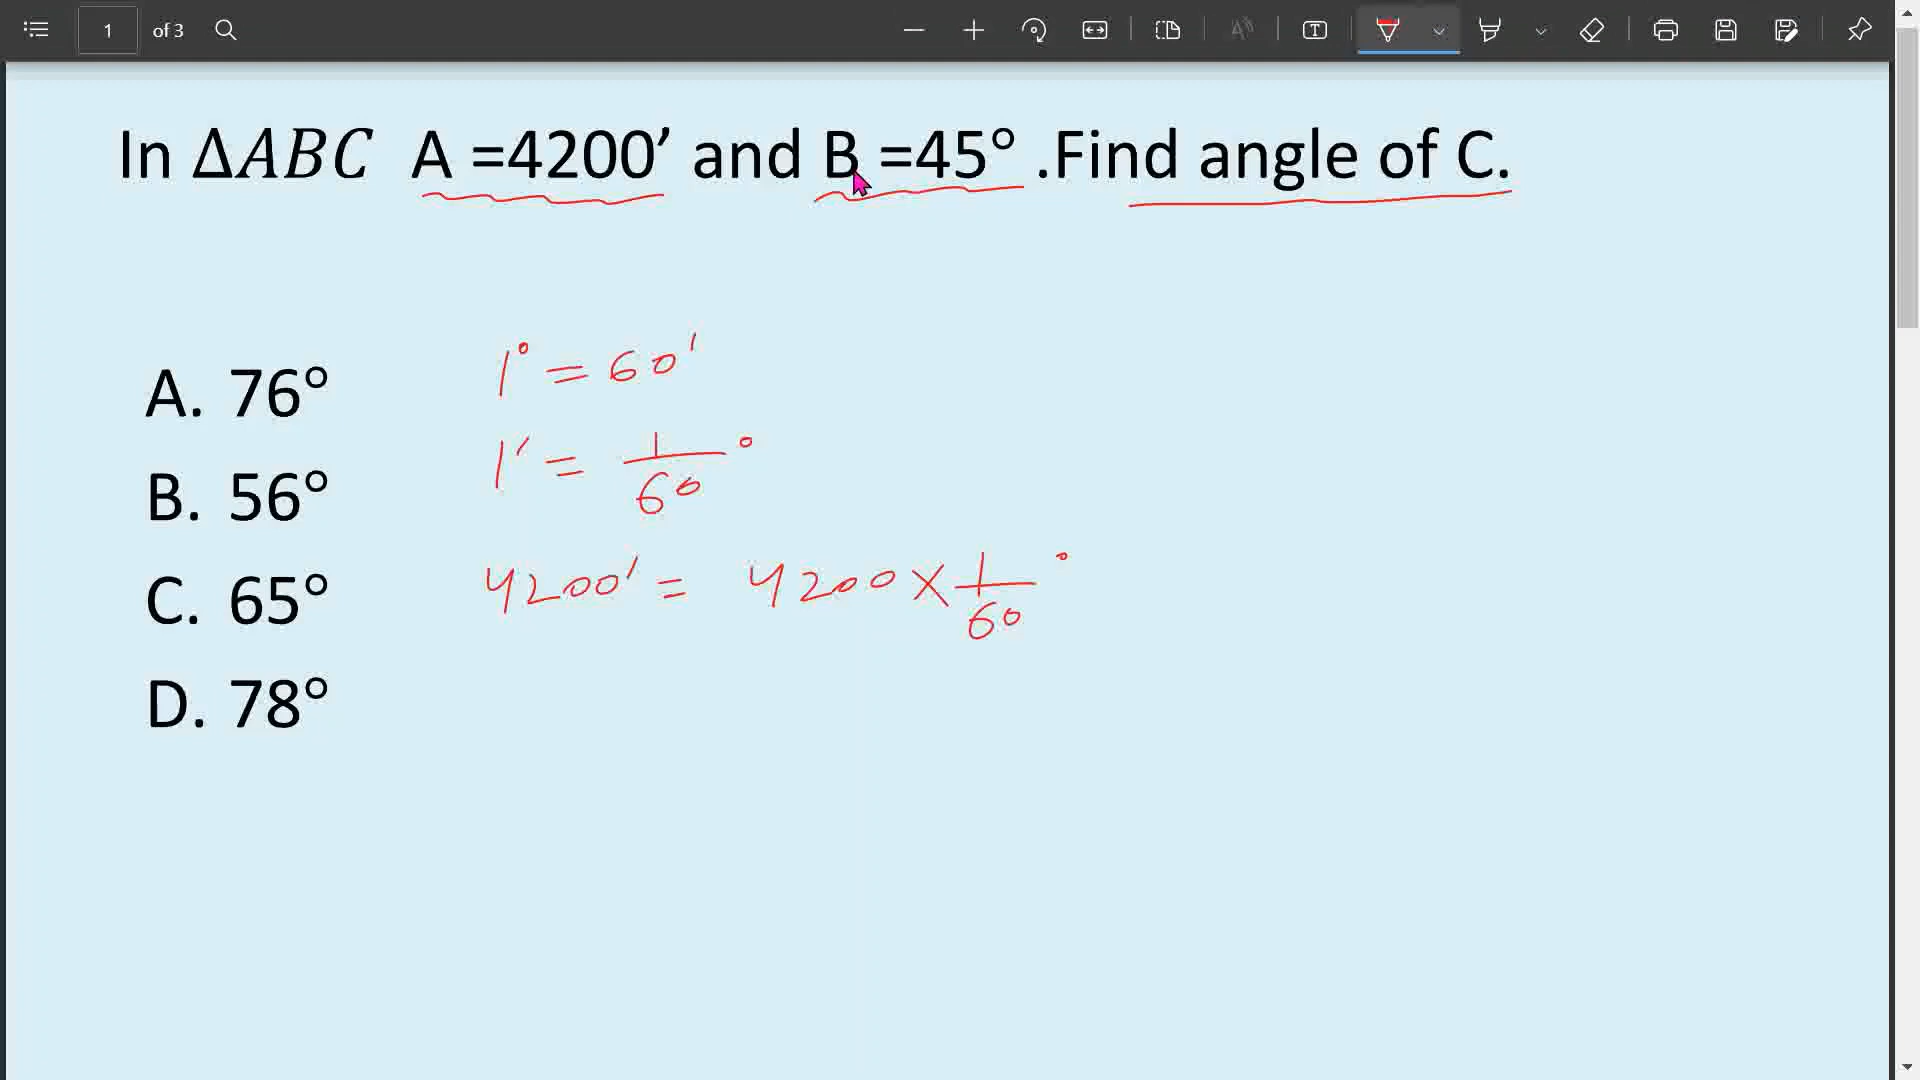 1 of 3
In ΔABC A =4200’ and B =45° .Find angle of C.
A. 76°
B. 56°
C. 65°
D. 78°
1° = 60'
1' = 1/60°
4200' = 4200 × 1/60°